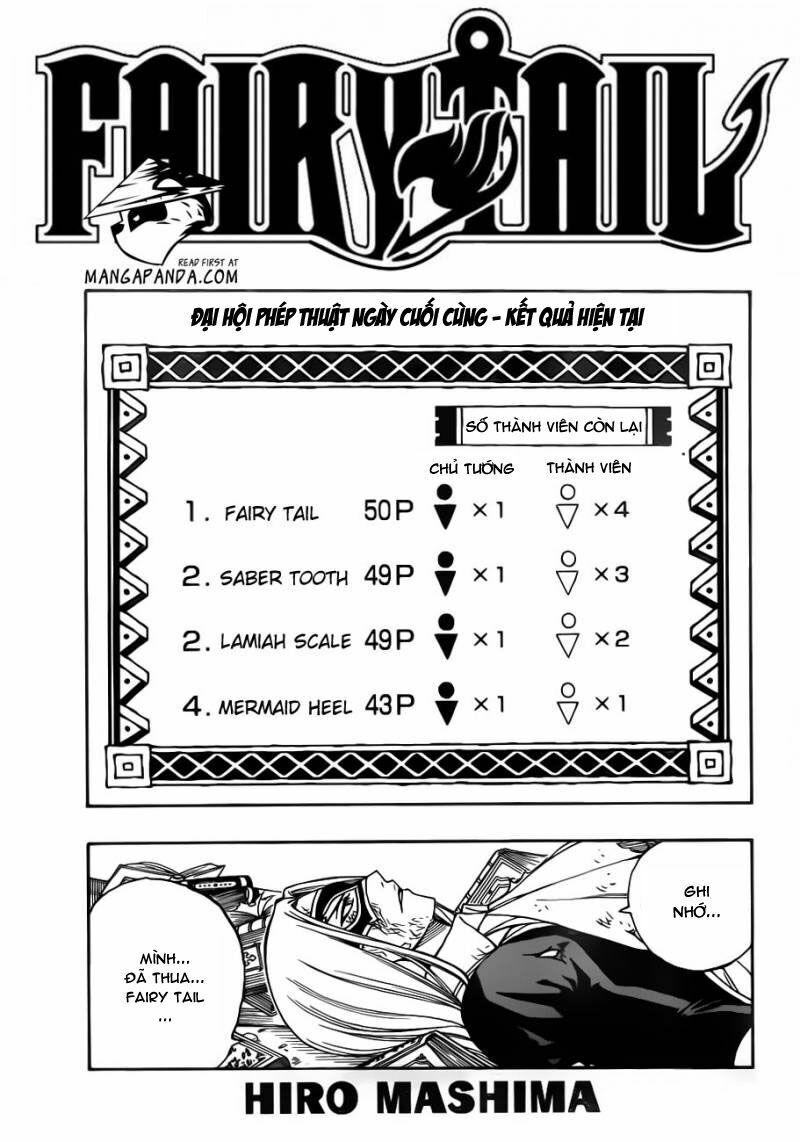 FAIRY TAIL
READ FIRST AT
MANGAPANDA.COM
ĐẠI HỘI PHÉP THUẬT NGÀY CUỐI CÙNG - KẾT QUẢ HIỆN TẠI
SỐ THÀNH VIÊN CÒN LẠI
CHỦ TƯỚNG THÀNH VIÊN
1. FAIRY TAIL 50P ×1 ×4
2. SABER TOOTH 49P ×1 ×3
2. LAMIAH SCALE 49P ×1 ×2
4. MERMAID HEEL 43P ×1 ×1
GHI
NHỚ...
MÌNH...
ĐÃ THUA...
FAIRY TAIL
...
HIRO MASHIMA